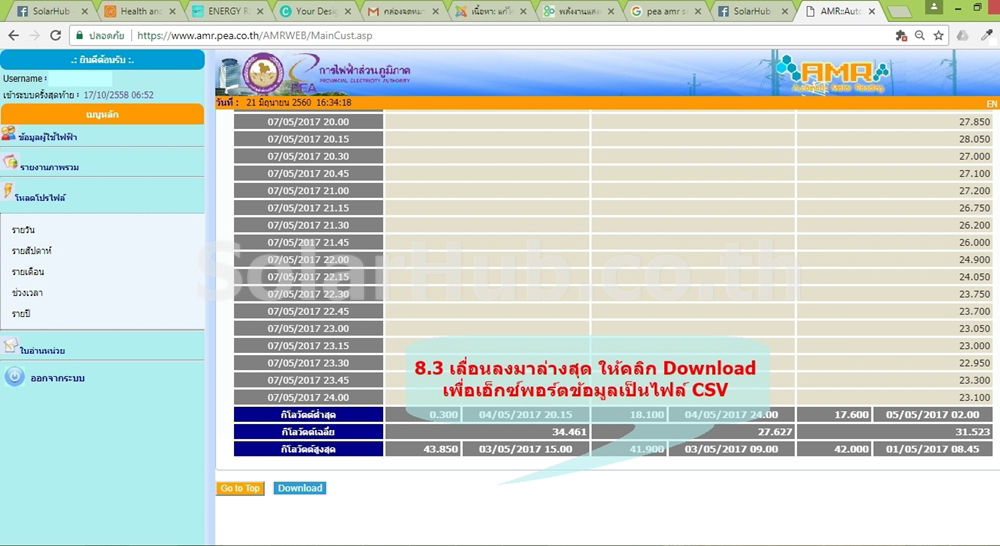 SolarHub
Health and
ENERGY R
Your Desi
กล่องจดหม
เนื้อหา: แก้ไ
พลังงานแสง
pea amr s
SolarHub
AMR::Auto
ปลอดภัย
https://www.amr.pea.co.th/AMRWEB/MainCust.asp
.: ยินดีต้อนรับ :.
Username :
เข้าระบบครั้งสุดท้าย : 17/10/2558 06:52
เมนูหลัก
ข้อมูลผู้ใช้ไฟฟ้า
รายงานภาพรวม
โหลดโปรไฟล์
รายวัน
รายสัปดาห์
รายเดือน
ช่วงเวลา
รายปี
ใบอ่านหน่วย
ออกจากระบบ
การไฟฟ้าส่วนภูมิภาค
PROVINCIAL ELECTRICITY AUTHORITY
PEA
AMR
Automatic Meter Reading
วันที่ : 21 มิถุนายน 2560 16:34:18
EN
07/05/2017 20.00 27.850
07/05/2017 20.15 28.050
07/05/2017 20.30 27.000
07/05/2017 20.45 27.100
07/05/2017 21.00 27.200
07/05/2017 21.15 26.750
07/05/2017 21.30 26.200
07/05/2017 21.45 26.000
07/05/2017 22.00 24.900
07/05/2017 22.15 24.050
07/05/2017 22.30 23.750
07/05/2017 22.45 23.700
07/05/2017 23.00 23.050
07/05/2017 23.15 23.000
07/05/2017 23.30 22.950
07/05/2017 23.45 23.300
07/05/2017 24.00 23.100
SolarHub.co.th
8.3 เลื่อนลงมาล่างสุด ให้คลิก Download
เพื่อเอ็กซ์พอร์ตข้อมูลเป็นไฟล์ CSV
กิโลวัตต์ต่ำสุด 0.300 04/05/2017 20.15 18.100 04/05/2017 24.00 17.600 05/05/2017 02.00
กิโลวัตต์เฉลี่ย 34.461 27.627 31.523
กิโลวัตต์สูงสุด 43.850 03/05/2017 15.00 41.900 03/05/2017 09.00 42.000 01/05/2017 08.45
Go to Top
Download